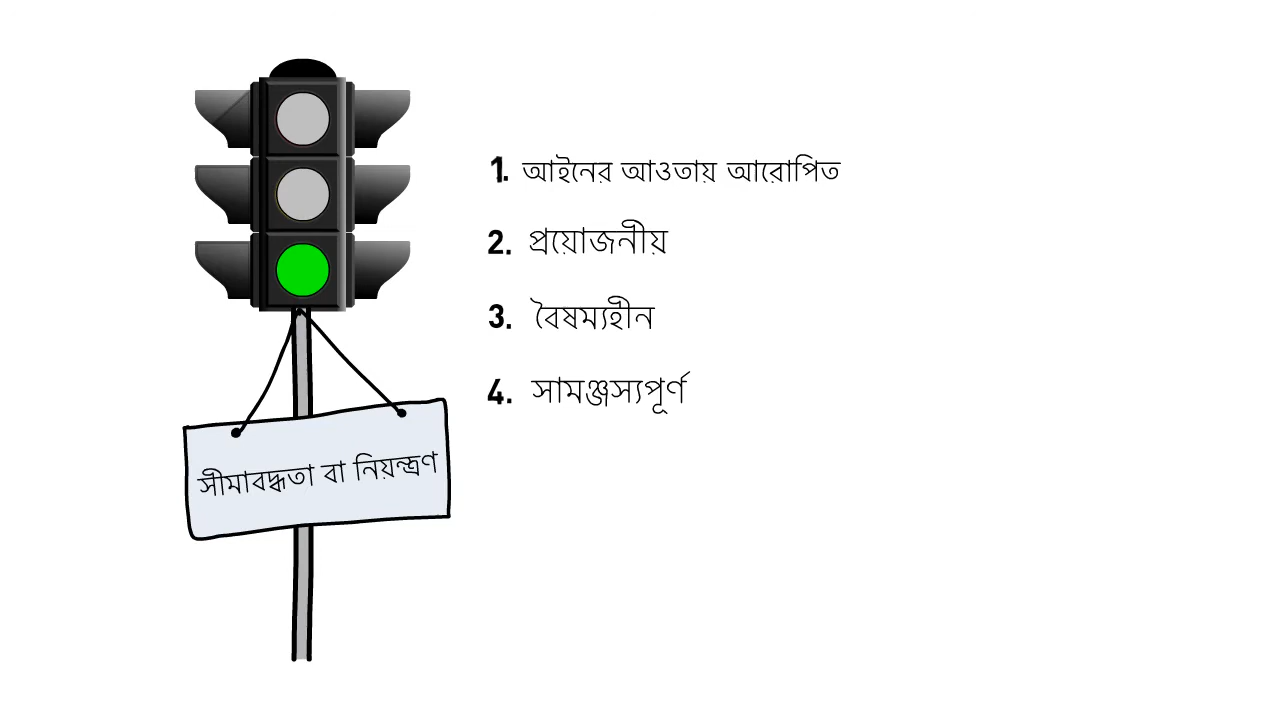 1. আইনের আওতায় আরোপিত
2. প্রয়োজনীয়
3. বৈষম্যহীন
4. সামঞ্জস্যপূর্ণ
সীমাবদ্ধতা বা নিয়ন্ত্রণ